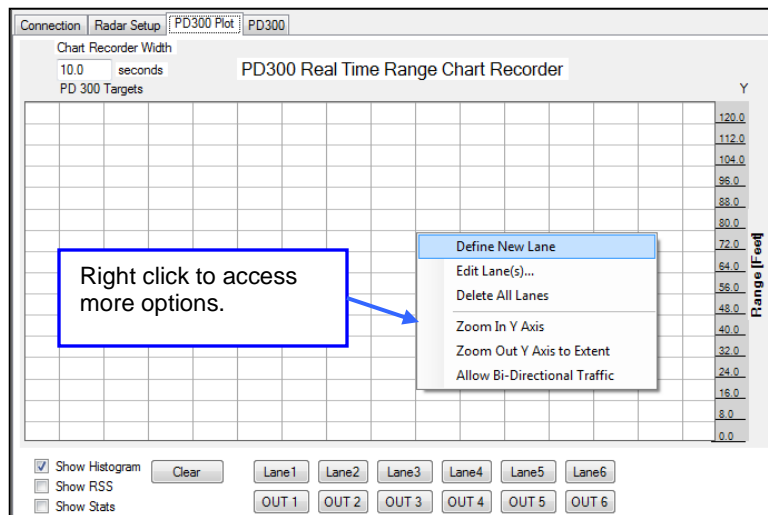 Connection Radar Setup PD300 Plot PD300
Chart Recorder Width
10.0 seconds
PD300 Real Time Range Chart Recorder
PD 300 Targets
Y
120.0
112.0
104.0
96.0
88.0
80.0
72.0
64.0
56.0
48.0
40.0
32.0
24.0
16.0
8.0
0.0
Range [Feet]
Right click to access
more options.
Define New Lane
Edit Lane(s)...
Delete All Lanes
Zoom In Y Axis
Zoom Out Y Axis to Extent
Allow Bi-Directional Traffic
Show Histogram
Show RSS
Show Stats
Clear
Lane1 Lane2 Lane3 Lane4 Lane5 Lane6
OUT 1 OUT 2 OUT 3 OUT 4 OUT 5 OUT 6